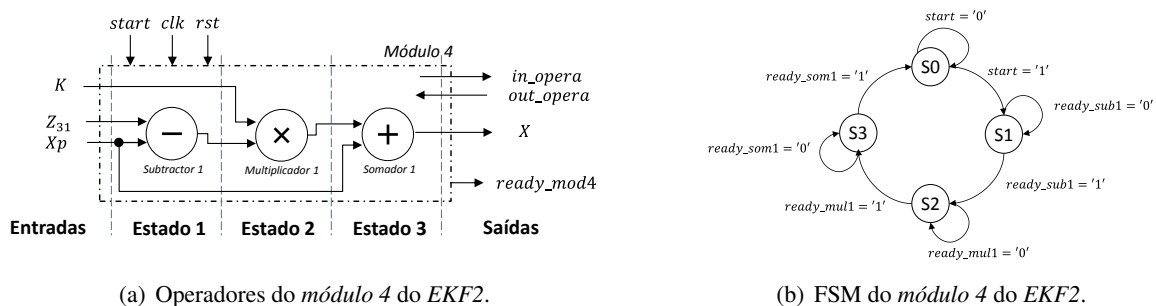 start clk rst
Módulo 4
K
in_opera
out_opera
Z31
Xp
−
×
+
X
Subtractor 1
Multiplicador 1
Somador 1
ready_mod4
Entradas
Estado 1
Estado 2
Estado 3
Saídas
(a) Operadores do módulo 4 do EKF2.
start = '0'
S0
ready_som1 = '1'
start = '1'
ready_sub1 = '0'
S3
S1
ready_som1 = '0'
ready_sub1 = '1'
ready_mul1 = '1'
S2
ready_mul1 = '0'
(b) FSM do módulo 4 do EKF2.